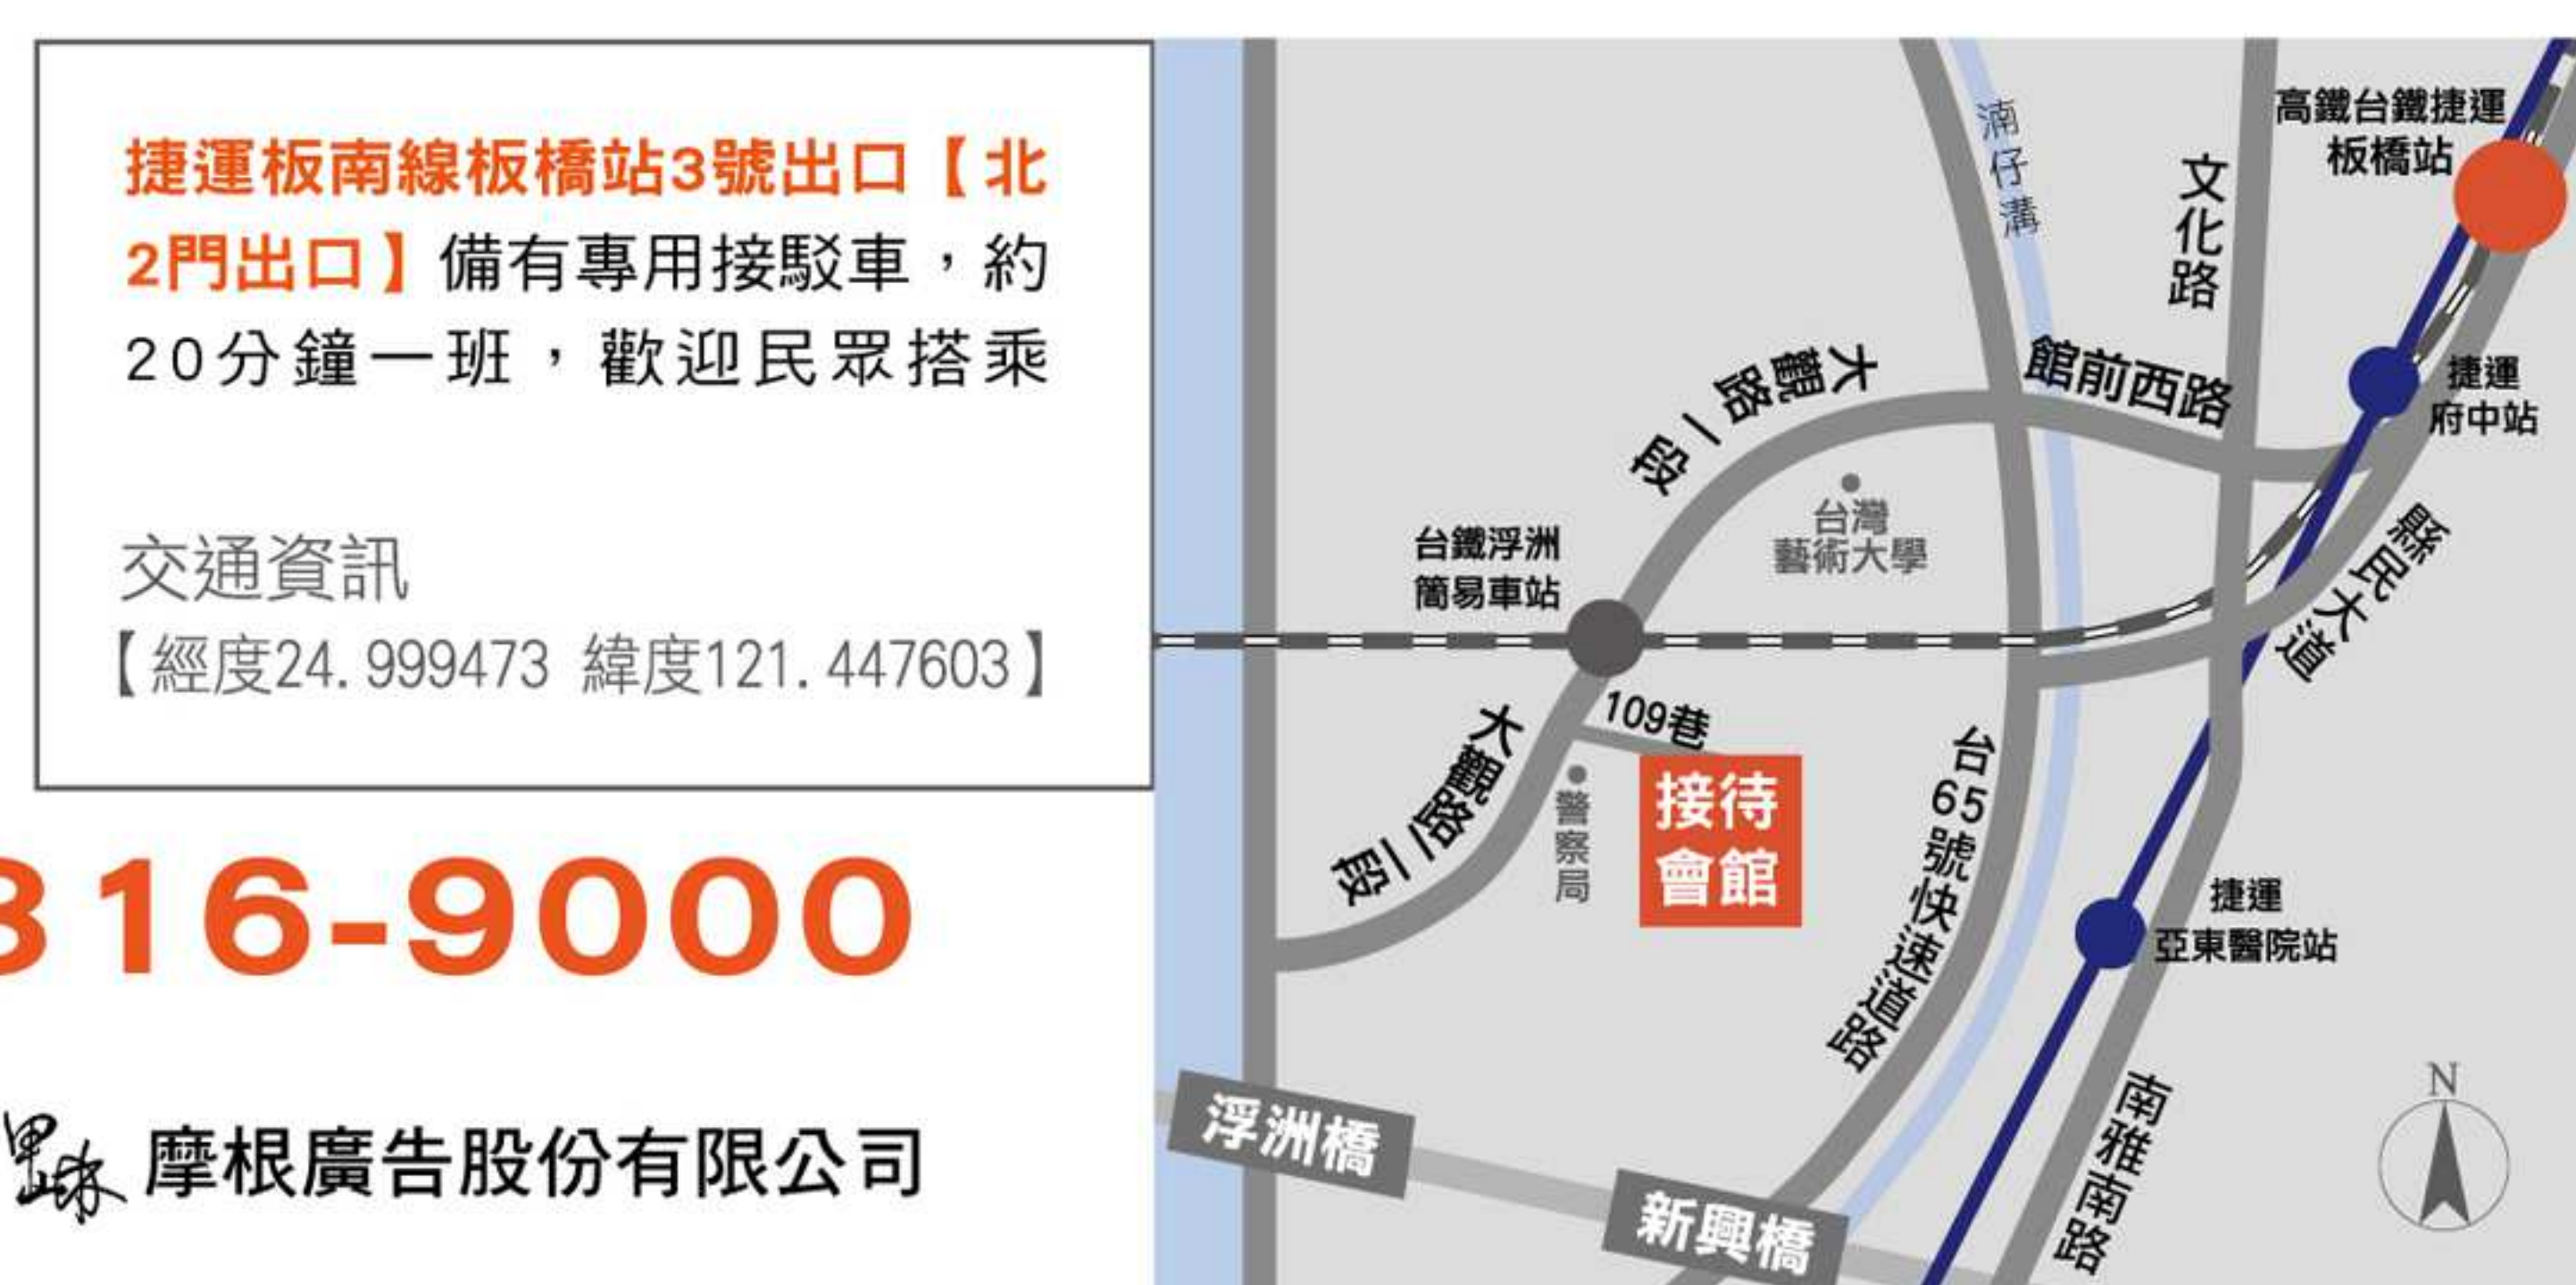 捷運板南線板橋站3號出口【北
2門出口】備有專用接駁車，約
20分鐘一班，歡迎民眾搭乘
交通資訊
【經度24.999473 緯度121.447603】
316-9000
摩根廣告股份有限公司
高鐵台鐵捷運
板橋站
湳仔溝
文化路
館前西路
大觀路一段
捷運
府中站
台灣
藝術大學
台鐵浮洲
簡易車站
縣民大道
109巷
大觀路二段
警察局
接待
會館
台65號快速道路
捷運
亞東醫院站
浮洲橋
新興橋
南雅南路
N